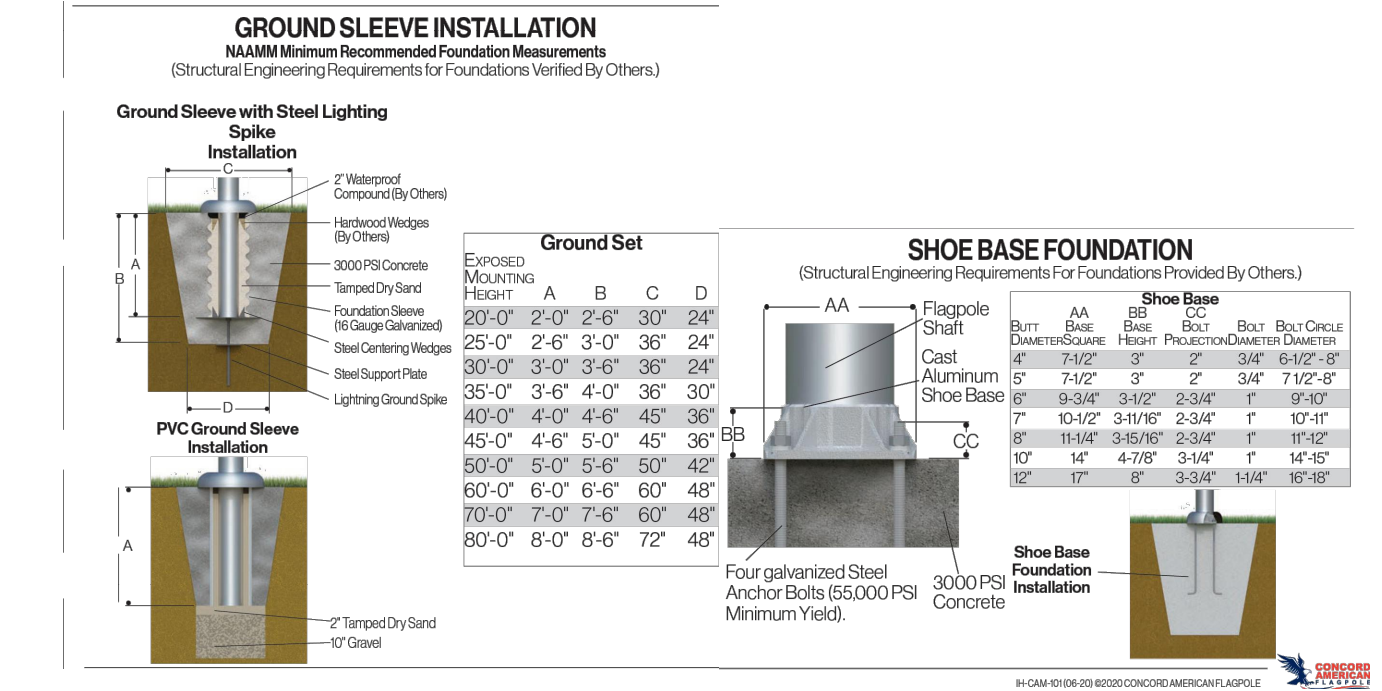 GROUND SLEEVE INSTALLATION
NAAMM Minimum Recommended Foundation Measurements
(Structural Engineering Requirements for Foundations Verified By Others.)
Ground Sleeve with Steel Lighting
Spike
Installation
C
2" Waterproof
Compound (By Others)
Hardwood Wedges
(By Others)
3000 PSI Concrete
Tamped Dry Sand
Foundation Sleeve
(16 Gauge Galvanized)
Steel Centering Wedges
Steel Support Plate
Lightning Ground Spike
A
B
D
PVC Ground Sleeve
Installation
A
2" Tamped Dry Sand
10" Gravel
Ground Set
EXPOSED
MOUNTING
HEIGHT A B C D
20'-0" 2'-0" 2'-6" 30" 24"
25'-0" 2'-6" 3'-0" 36" 24"
30'-0" 3'-0" 3'-6" 36" 24"
35'-0" 3'-6" 4'-0" 36" 30"
40'-0" 4'-0" 4'-6" 45" 36"
45'-0" 4'-6" 5'-0" 45" 36"
50'-0" 5'-0" 5'-6" 50" 42"
60'-0" 6'-0" 6'-6" 60" 48"
70'-0" 7'-0" 7'-6" 60" 48"
80'-0" 8'-0" 8'-6" 72" 48"
SHOE BASE FOUNDATION
(Structural Engineering Requirements For Foundations Provided By Others.)
AA
Flagpole
Shaft
Cast
Aluminum
Shoe Base
BB
CC
Four galvanized Steel
Anchor Bolts (55,000 PSI
Minimum Yield).
3000 PSI
Concrete
Shoe Base
AA BB CC
BUTT BASE BASE BOLT BOLT BOLT CIRCLE
DIAMETER SQUARE HEIGHT PROJECTION DIAMETER DIAMETER
4" 7-1/2" 3" 2" 3/4" 6-1/2" - 8"
5" 7-1/2" 3" 2" 3/4" 7 1/2"-8"
6" 9-3/4" 3-1/2" 2-3/4" 1" 9"-10"
7" 10-1/2" 3-11/16" 2-3/4" 1" 10"-11"
8" 11-1/4" 3-15/16" 2-3/4" 1" 11"-12"
10" 14" 4-7/8" 3-1/4" 1" 14"-15"
12" 17" 8" 3-3/4" 1-1/4" 16"-18"
Shoe Base
Foundation
Installation
IH-CAM-101 (06-20) ©2020 CONCORD AMERICAN FLAGPOLE
CONCORD
AMERICAN
FLAGPOLE